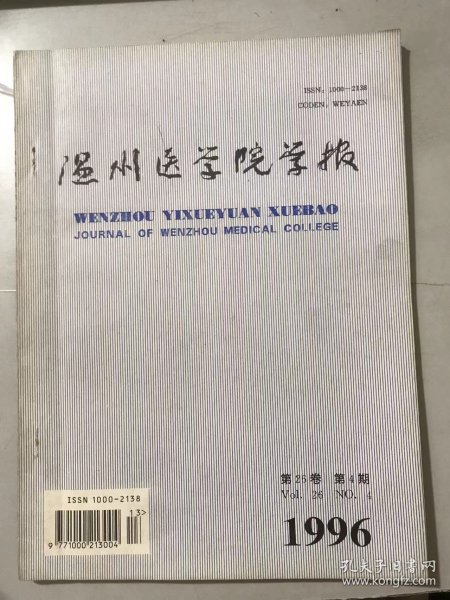 ISSN: 1000-2138
CODEN: WEYAEN
温州医学院学报
WENZHOU YIXUEYUAN XUEBAO
JOURNAL OF WENZHOU MEDICAL COLLEGE
第26卷 第4期
Vol. 26 NO. 4
1996
ISSN 1000-2138
13>
9 771000 213004
孔夫子旧书网
www.kongfz.com